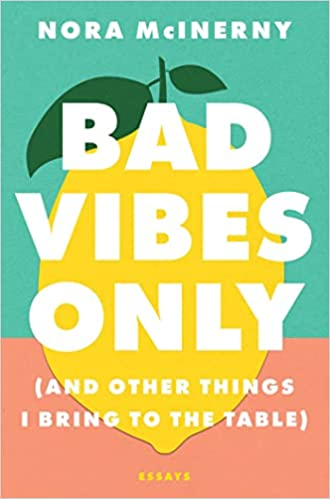 NORA McINERNY
BAD
VIBES
ONLY
(AND OTHER THINGS
I BRING TO THE TABLE)
ESSAYS